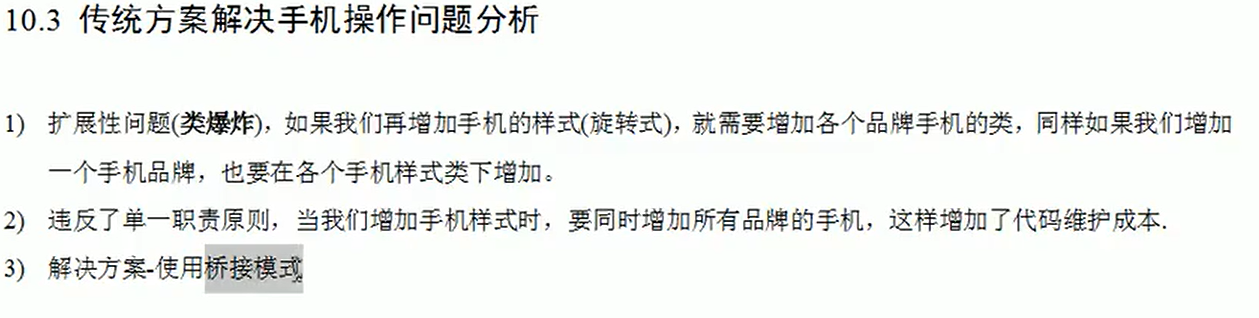 10.3 传统方案解决手机操作问题分析
1) 扩展性问题(类爆炸)，如果我们再增加手机的样式(旋转式)，就需要增加各个品牌手机的类，同样如果我们增加
一个手机品牌，也要在各个手机样式类下增加。
2) 违反了单一职责原则，当我们增加手机样式时，要同时增加所有品牌的手机，这样增加了代码维护成本.
3) 解决方案-使用桥接模式